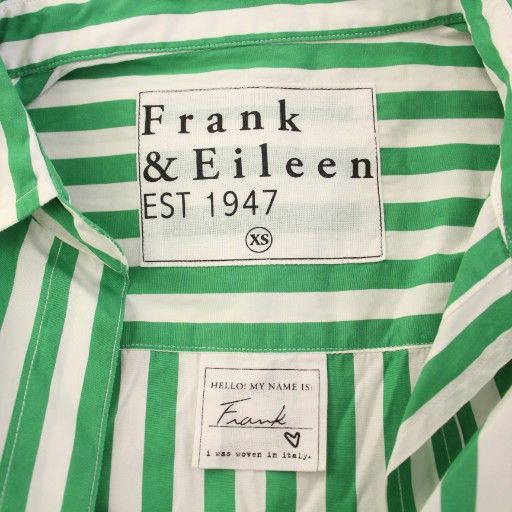 Frank
& Eileen
EST 1947
XS
HELLO! MY NAME IS:
Frank
i was woven in italy.